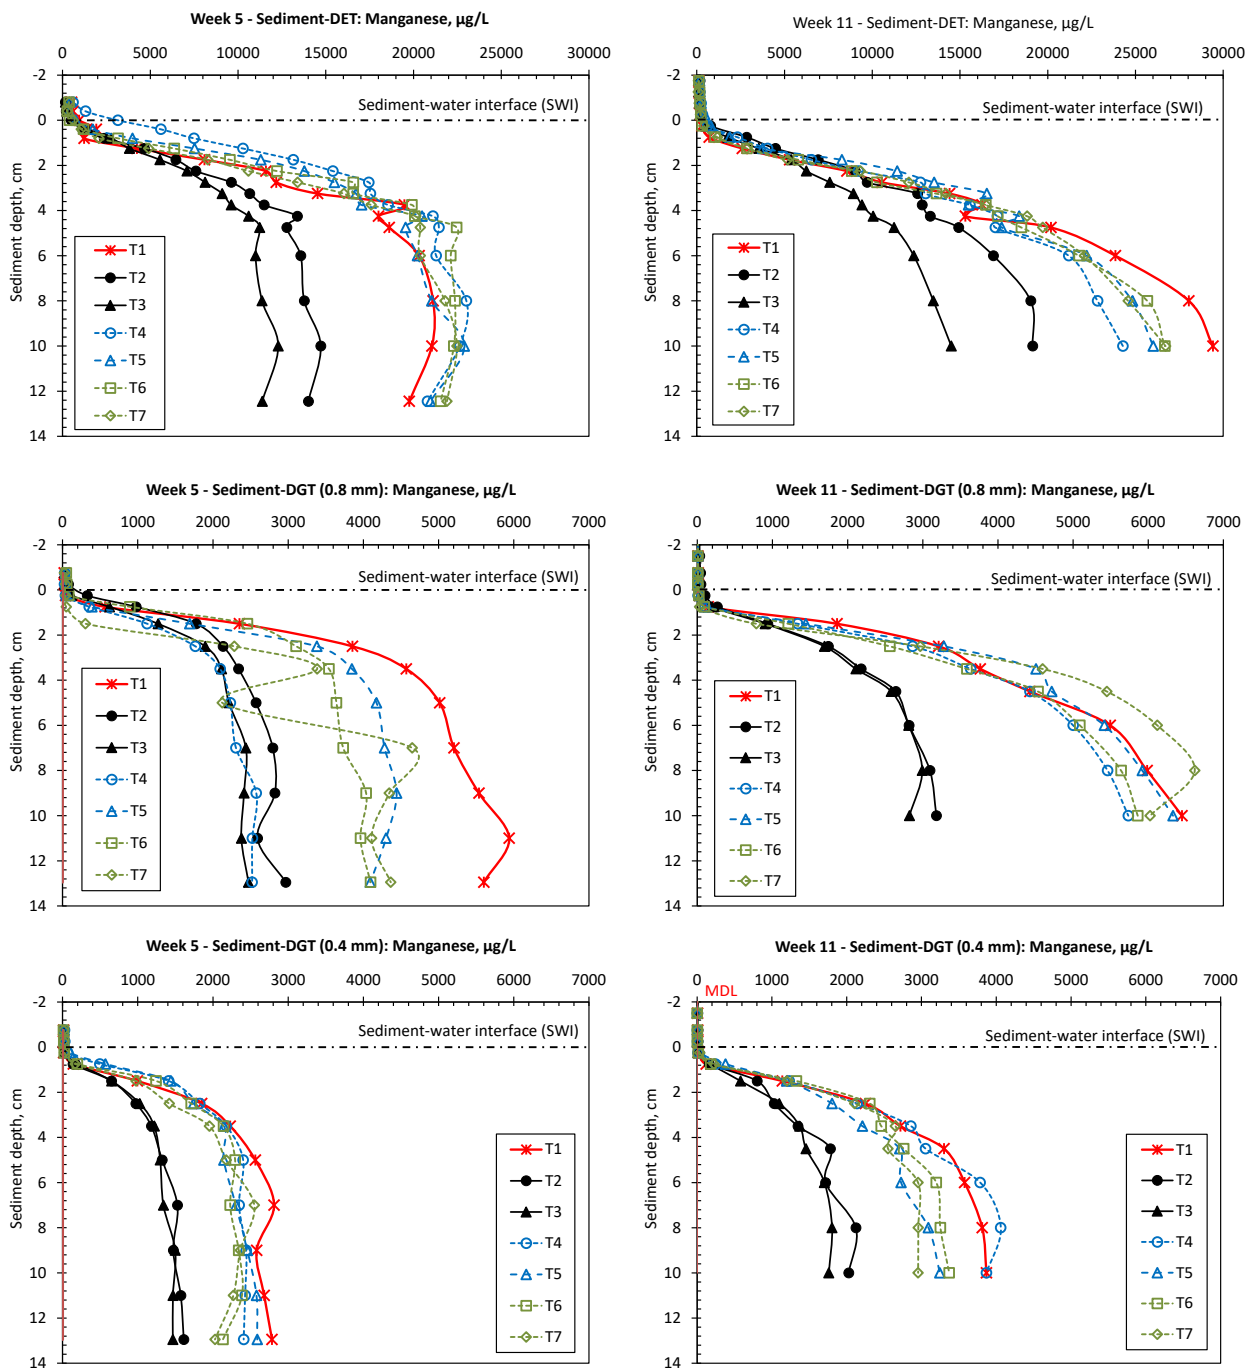 Week 5 - Sediment-DET: Manganese, µg/L
0 5000 10000 15000 20000 25000 30000
-2
0
2
4
6
8
10
12
14
Sediment depth, cm
Sediment-water interface (SWI)
T1
T2
T3
T4
T5
T6
T7
Week 11 - Sediment-DET: Manganese, µg/L
0 5000 10000 15000 20000 25000 30000
-2
0
2
4
6
8
10
12
14
Sediment depth, cm
Sediment-water interface (SWI)
T1
T2
T3
T4
T5
T6
T7
Week 5 - Sediment-DGT (0.8 mm): Manganese, µg/L
0 1000 2000 3000 4000 5000 6000 7000
-2
0
2
4
6
8
10
12
14
Sediment depth, cm
Sediment-water interface (SWI)
T1
T2
T3
T4
T5
T6
T7
Week 11 - Sediment-DGT (0.8 mm): Manganese, µg/L
0 1000 2000 3000 4000 5000 6000 7000
-2
0
2
4
6
8
10
12
14
Sediment depth, cm
Sediment-water interface (SWI)
T1
T2
T3
T4
T5
T6
T7
Week 5 - Sediment-DGT (0.4 mm): Manganese, µg/L
0 1000 2000 3000 4000 5000 6000 7000
-2
0
2
4
6
8
10
12
14
Sediment depth, cm
Sediment-water interface (SWI)
T1
T2
T3
T4
T5
T6
T7
Week 11 - Sediment-DGT (0.4 mm): Manganese, µg/L
0 1000 2000 3000 4000 5000 6000 7000
MDL
-2
0
2
4
6
8
10
12
14
Sediment depth, cm
Sediment-water interface (SWI)
T1
T2
T3
T4
T5
T6
T7